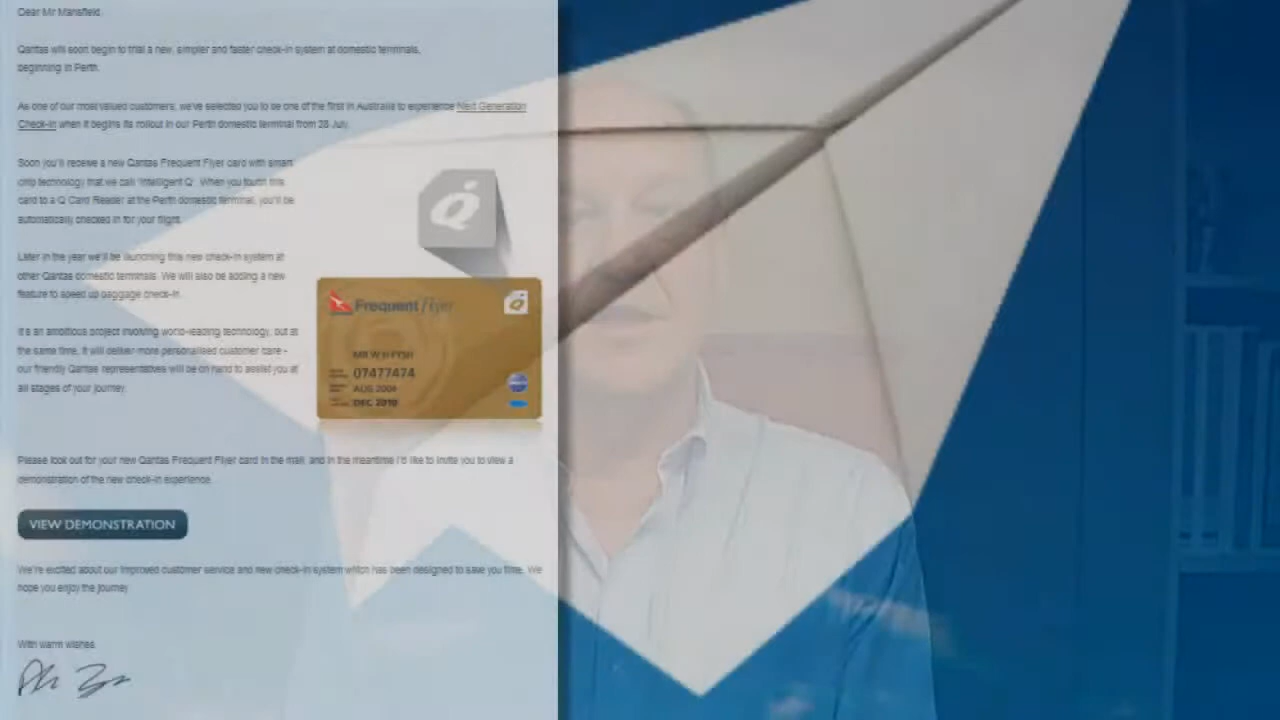 Dear Mr Mansfield,
Qantas will soon begin to trial a new, simpler and faster check-in system at domestic terminals,
beginning in Perth.
As one of our most valued customers, we've selected you to be one of the first in Australia to experience Next Generation
Check-in when it begins its rollout in our Perth domestic terminal from 28 July.
Soon you'll receive a new Qantas Frequent Flyer card with smart
chip technology that we call 'Intelligent Q'. When you touch this
card to a Q Card Reader at the Perth domestic terminal, you'll be
automatically checked in for your flight.
Later in the year we'll be launching this new check-in system at
other Qantas domestic terminals. We will also be adding a new
feature to speed up baggage check-in.
It's an ambitious project involving world-leading technology, but at
the same time, it will deliver more personalised customer care -
our friendly Qantas representatives will be on hand to assist you at
all stages of your journey.
Q
Frequent Flyer
Q
MR W H FYSH
07477474
AUG 2006
DEC 2010
Please look out for your new Qantas Frequent Flyer card in the mail, and in the meantime I'd like to invite you to view a
demonstration of the new check-in experience.
VIEW DEMONSTRATION
We're excited about our improved customer service and new check-in system which has been designed to save you time. We
hope you enjoy the journey.
With warm wishes